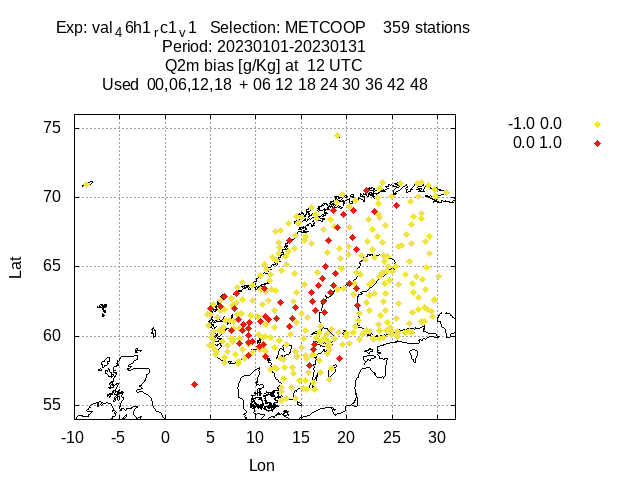 Exp: val46h1rc1v1 Selection: METCOOP 359 stations
Period: 20230101-20230131
Q2m bias [g/Kg] at 12 UTC
Used 00,06,12,18 + 06 12 18 24 30 36 42 48
-1.0 0.0
0.0 1.0
75
70
65
60
55
Lat
-10 -5 0 5 10 15 20 25 30
Lon